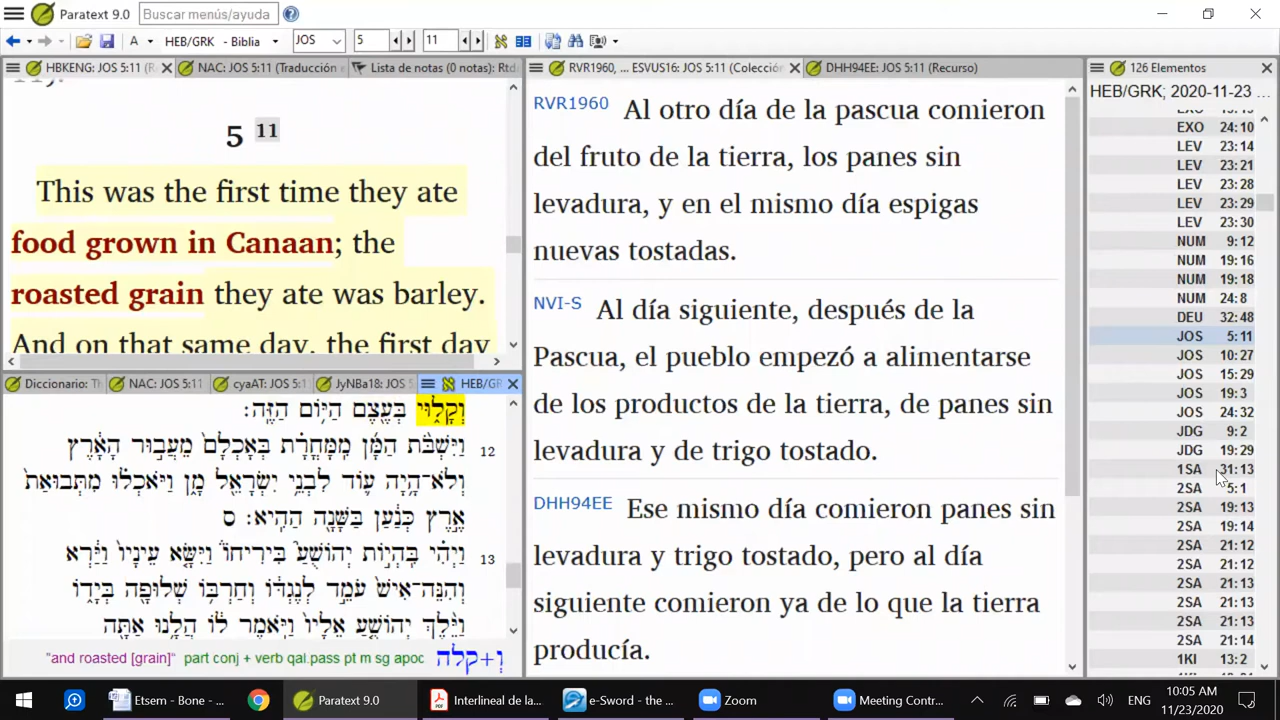 Paratext 9.0
Buscar menús/ayuda
A
HEB/GRK - Biblia
JOS
5
11
HBKENG: JOS 5:11 (R
NAC: JOS 5:11 (Traducción
Lista de notas (0 notas): Rtd.
5 11
This was the first time they ate
food grown in Canaan; the
roasted grain they ate was barley.
And on that same day, the first day
RVR1960, ... ESVUS16: JOS 5:11 (Colección
DHH94EE: JOS 5:11 (Recurso)
RVR1960 Al otro día de la pascua comieron
del fruto de la tierra, los panes sin
levadura, y en el mismo día espigas
nuevas tostadas.
NVI-S Al día siguiente, después de la
Pascua, el pueblo empezó a alimentarse
de los productos de la tierra, de panes sin
levadura y de trigo tostado.
DHH94EE Ese mismo día comieron panes sin
levadura y trigo tostado, pero al día
siguiente comieron ya de lo que la tierra
producía.
126 Elementos
HEB/GRK; 2020-11-23 ...
EXO 24:10
LEV 23:14
LEV 23:21
LEV 23:28
LEV 23:29
LEV 23:30
NUM 9:12
NUM 19:16
NUM 19:18
NUM 24:8
DEU 32:48
JOS 5:11
JOS 10:27
JOS 15:29
JOS 19:3
JOS 24:32
JDG 9:2
JDG 19:29
1SA 31:13
2SA 5:1
2SA 19:13
2SA 19:14
2SA 21:12
2SA 21:12
2SA 21:13
2SA 21:13
2SA 21:13
2SA 21:14
1KI 13:2
Diccionario: Th
NAC: JOS 5:11
cyaAT: JOS 5:1
JyNBa18: JOS 5:
HEB/GR
וְקָל֑וּי בְּעֶ֖צֶם הַיּ֥וֹם הַזֶּֽה׃
12 וַיִּשְׁבֹּ֨ת הַמָּ֜ן מִֽמָּחֳרָ֗ת בְּאָכְלָם֙ מֵעֲב֣וּר הָאָ֔רֶץ
וְלֹא־הָ֥יָה ע֛וֹד לִבְנֵ֥י יִשְׂרָאֵ֖ל מָ֑ן וַיֹּאכְל֗וּ מִתְּבוּאַת֙
אֶ֣רֶץ כְּנַ֔עַן בַּשָּׁנָ֖ה הַהִֽיא׃ ס
13 וַיְהִ֗י בִּֽהְי֣וֹת יְהוֹשֻׁעַ֮ בִּירִיחוֹ֒ וַיִּשָּׂ֤א עֵינָיו֙ וַיַּ֔רְא
וְהִנֵּה־אִישׁ֙ עֹמֵ֣ד לְנֶגְדּ֔וֹ וְחַרְבּ֥וֹ שְׁלוּפָ֖ה בְּיָד֑וֹ
וַיֵּ֨לֶךְ יְהוֹשֻׁ֤עַ אֵלָיו֙ וַיֹּ֣אמֶר ל֔וֹ הֲלָ֥נוּ אַתָּ֖ה
"and roasted [grain]" part conj + verb qal.pass pt m sg apoc וְ+קלה
Etsem - Bone - ...
Paratext 9.0
Interlineal de la...
e-Sword - the ...
Zoom
Meeting Contr...
ENG
10:05 AM
11/23/2020